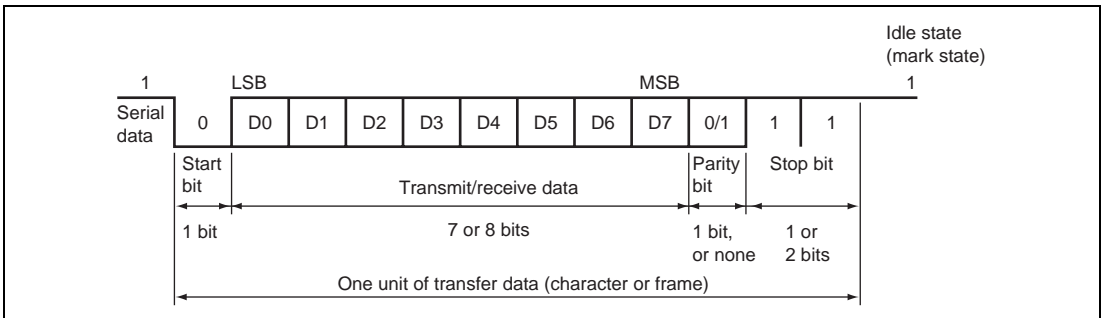 Idle state
(mark state)
1 LSB MSB 1
Serial
data
0 D0 D1 D2 D3 D4 D5 D6 D7 0/1 1 1
Start
bit
Transmit/receive data
Parity
bit
Stop bit
1 bit
7 or 8 bits
1 bit,
or none
1 or
2 bits
One unit of transfer data (character or frame)